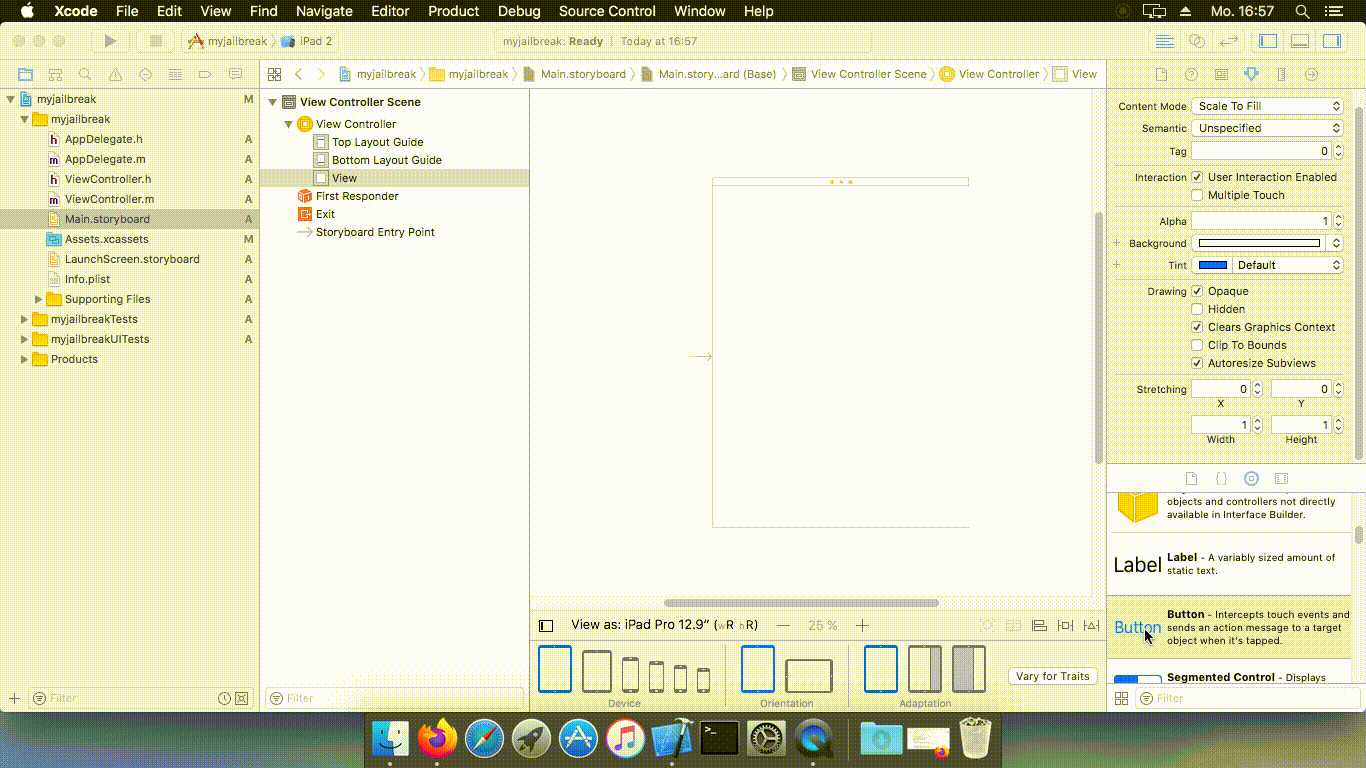 Xcode File Edit View Find Navigate Editor Product Debug Source Control Window Help Mo. 16:57
myjailbreak iPad 2 myjailbreak: Ready | Today at 16:57
myjailbreak myjailbreak Main.storyboard Main.story...ard (Base) View Controller Scene View Controller View
myjailbreak M
myjailbreak
AppDelegate.h A
AppDelegate.m A
ViewController.h A
ViewController.m A
Main.storyboard A
Assets.xcassets M
LaunchScreen.storyboard A
Info.plist A
Supporting Files A
myjailbreakTests A
myjailbreakUITests A
Products
Filter
View Controller Scene
View Controller
Top Layout Guide
Bottom Layout Guide
View
First Responder
Exit
Storyboard Entry Point
Filter
View as: iPad Pro 12.9” (wR hR) 25 %
Vary for Traits
Device Orientation Adaptation
Content Mode Scale To Fill
Semantic Unspecified
Tag 0
Interaction User Interaction Enabled
Multiple Touch
Alpha 1
Background
Tint Default
Drawing Opaque
Hidden
Clears Graphics Context
Clip To Bounds
Autoresize Subviews
Stretching 0 0
X Y
1 1
Width Height
{}
objects and controllers not directly
available in Interface Builder.
Label Label - A variably sized amount of
static text.
Button Button - Intercepts touch events and
sends an action message to a target
object when it's tapped.
Segmented Control - Displays
Filter